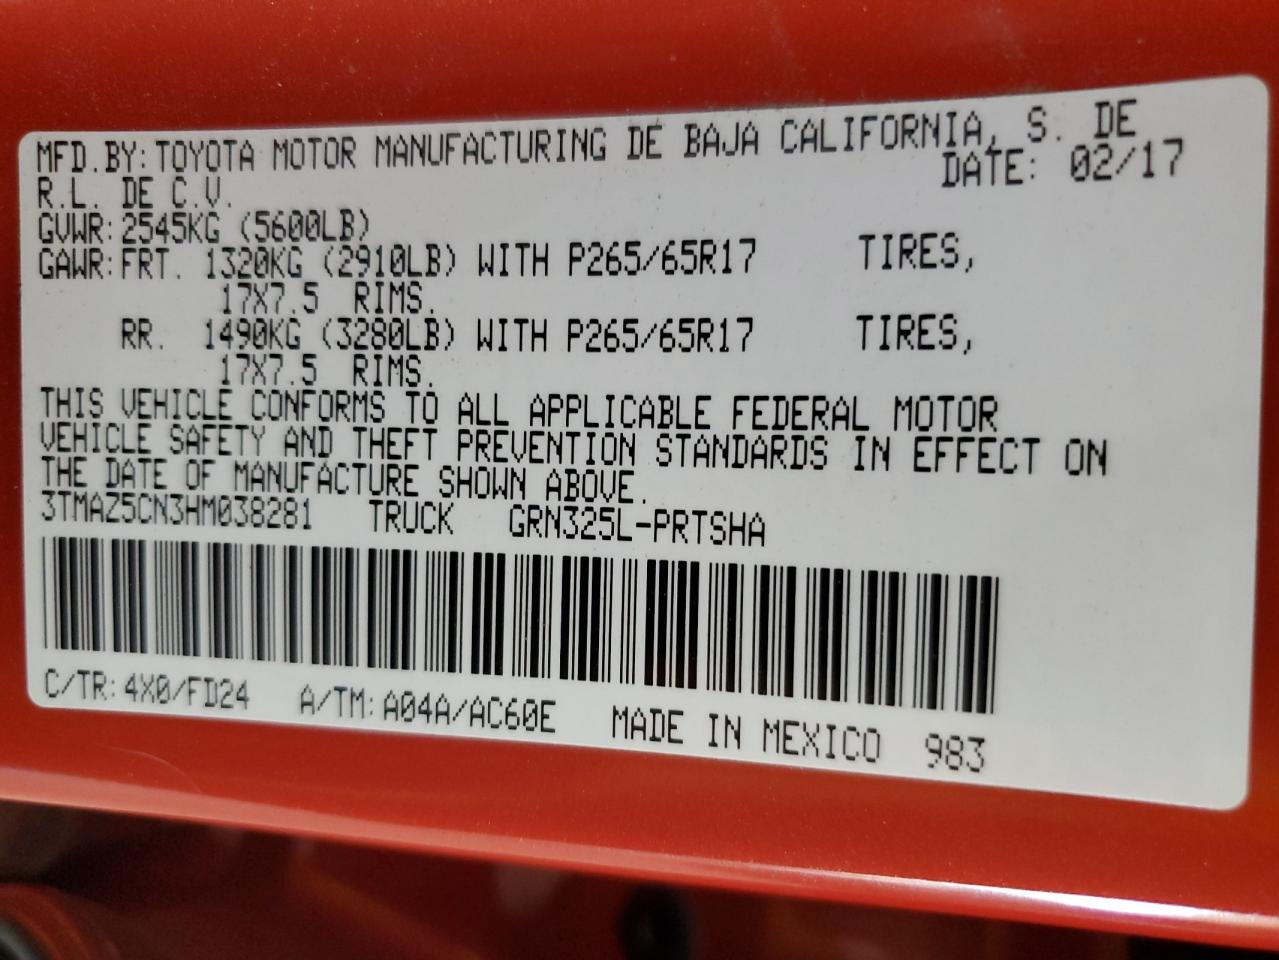 MFD.BY:TOYOTA MOTOR MANUFACTURING DE BAJA CALIFORNIA, S. DE
R.L. DE C.V. DATE: 02/17
GVWR:2545KG (5600LB)
GAWR:FRT. 1320KG (2910LB) WITH P265/65R17 TIRES,
17X7.5 RIMS.
RR. 1490KG (3280LB) WITH P265/65R17 TIRES,
17X7.5 RIMS.
THIS VEHICLE CONFORMS TO ALL APPLICABLE FEDERAL MOTOR
VEHICLE SAFETY AND THEFT PREVENTION STANDARDS IN EFFECT ON
THE DATE OF MANUFACTURE SHOWN ABOVE.
3TMAZ5CN3HM038281 TRUCK GRN325L-PRTSHA
C/TR:4X0/FD24 A/TM:A04A/AC60E MADE IN MEXICO 983